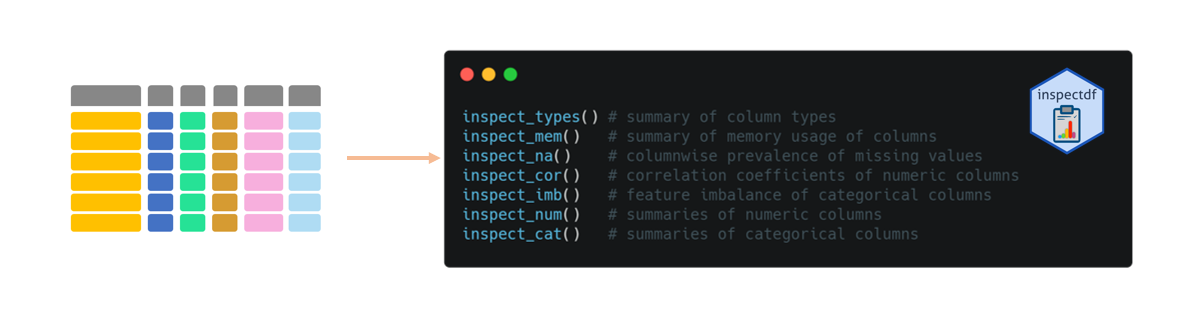 inspectdf
inspect_types() # summary of column types
inspect_mem()   # summary of memory usage of columns
inspect_na()    # columnwise prevalence of missing values
inspect_cor()   # correlation coefficients of numeric columns
inspect_imb()   # feature imbalance of categorical columns
inspect_num()   # summaries of numeric columns
inspect_cat()   # summaries of categorical columns